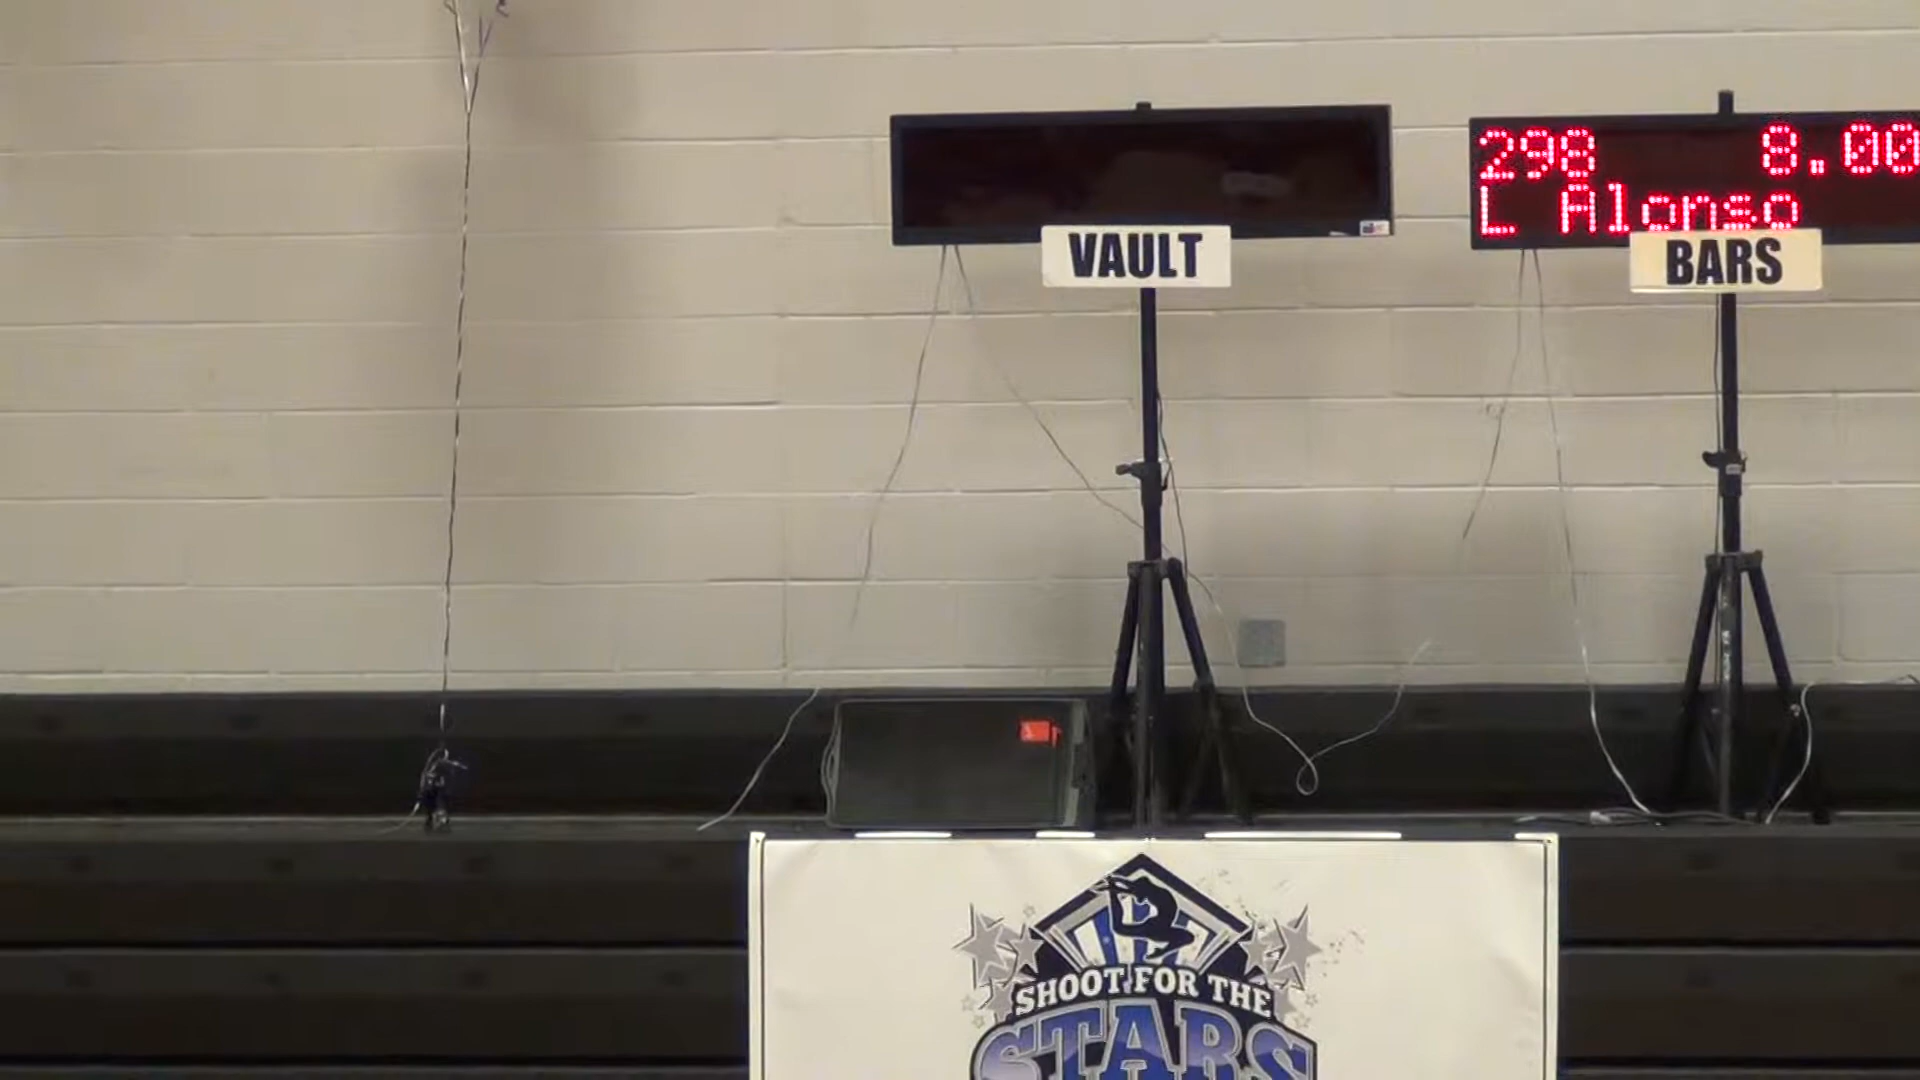 298 8.00
L Alonso
VAULT
BARS
SHOOT FOR THE
STARS